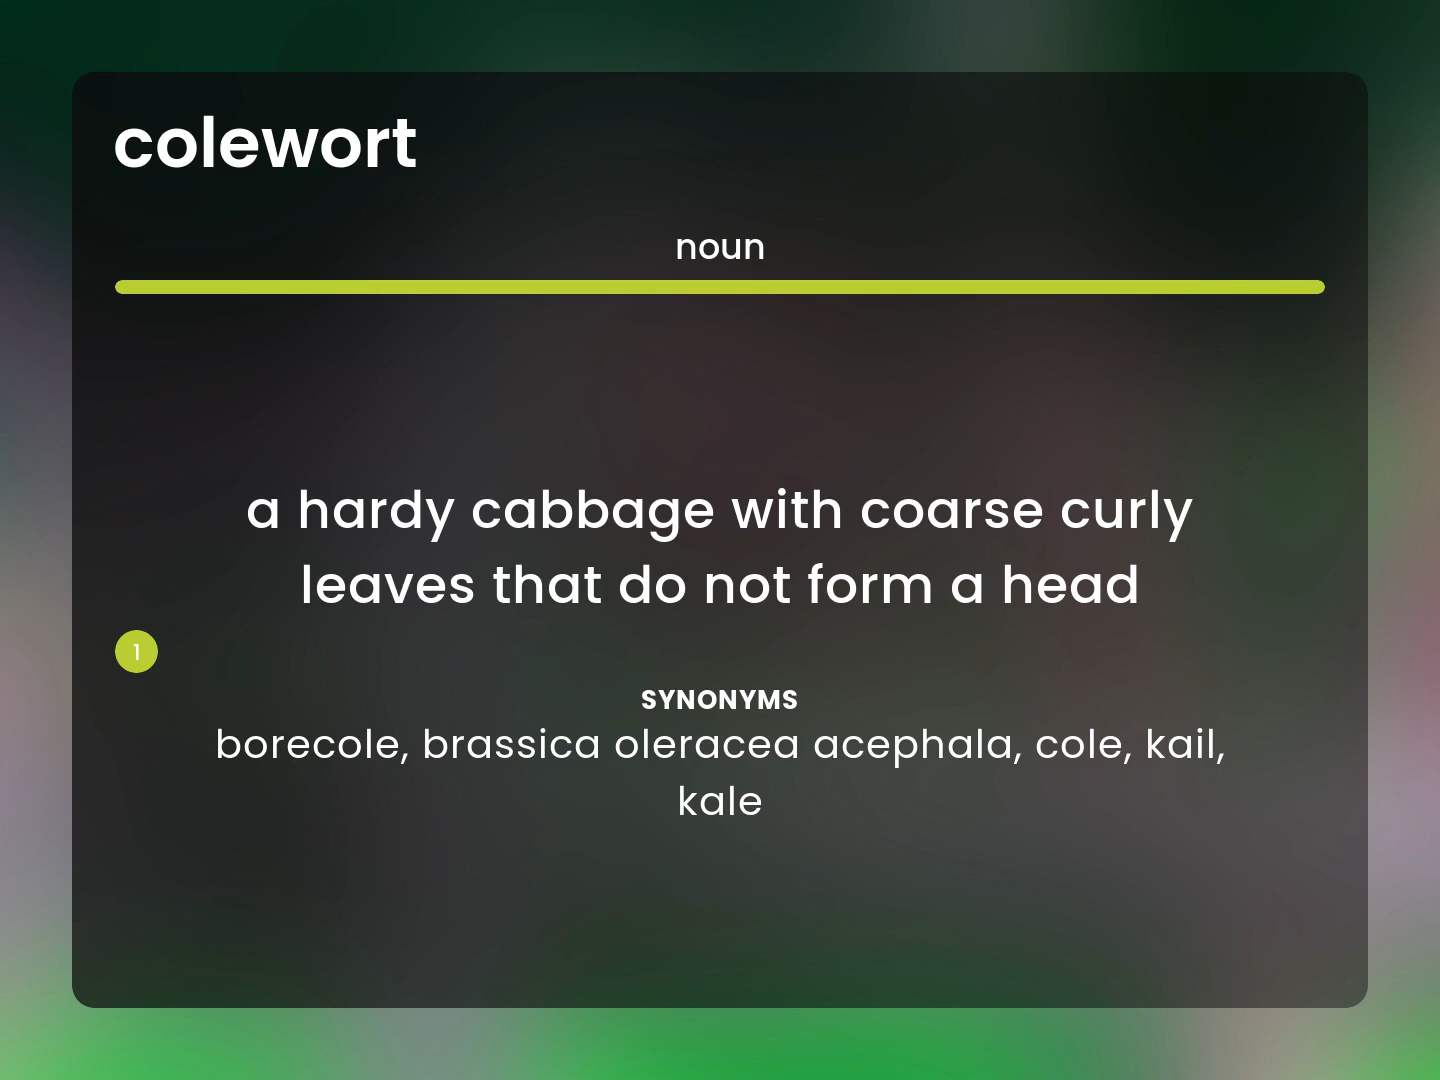 colewort
noun
a hardy cabbage with coarse curly
leaves that do not form a head
1
SYNONYMS
borecole, brassica oleracea acephala, cole, kail,
kale